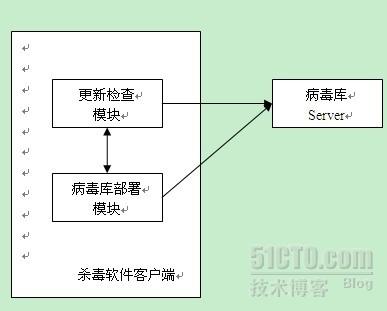 更新检查
模块
病毒库
Server
病毒库部署
模块
杀毒软件客户端
51CTO.com
技术博客 Blog